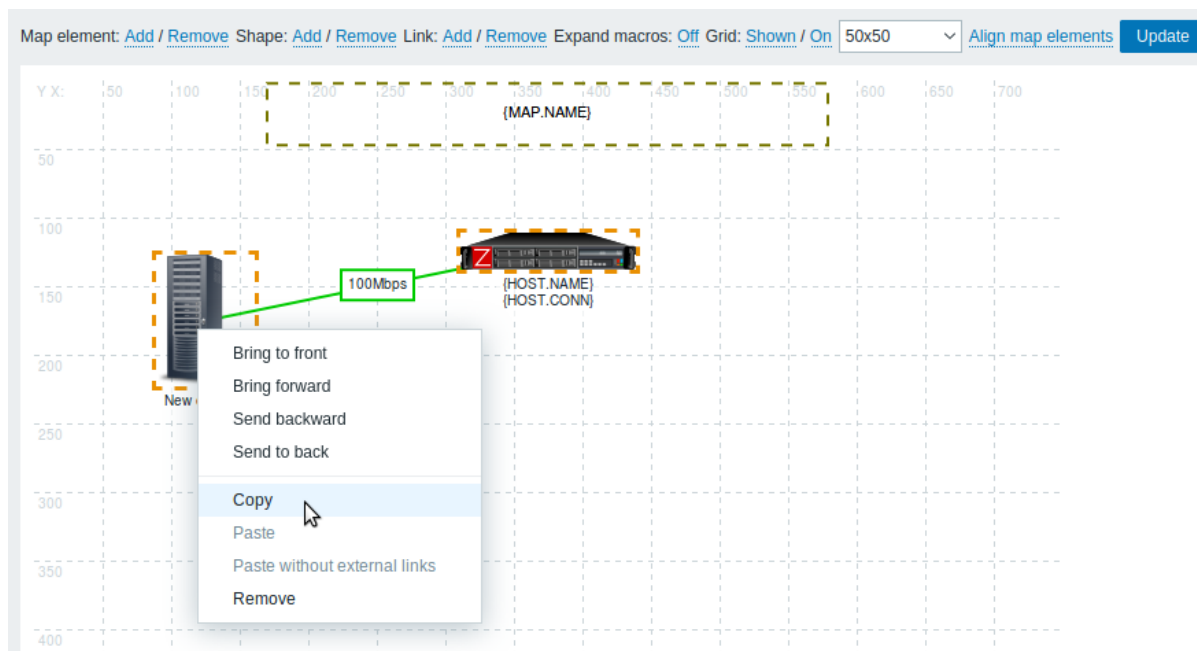 Map element: Add / Remove Shape: Add / Remove Link: Add / Remove Expand macros: Off Grid: Shown / On 50x50 Align map elements Update
Y X: 50 100 150 200 250 300 350 400 450 500 550 600 650 700
{MAP.NAME}
50
100
Z
100Mbps
{HOST.NAME}
150
{HOST.CONN}
Bring to front
200
Bring forward
New
Send backward
250
Send to back
300
Copy
Paste
350
Paste without external links
Remove
400